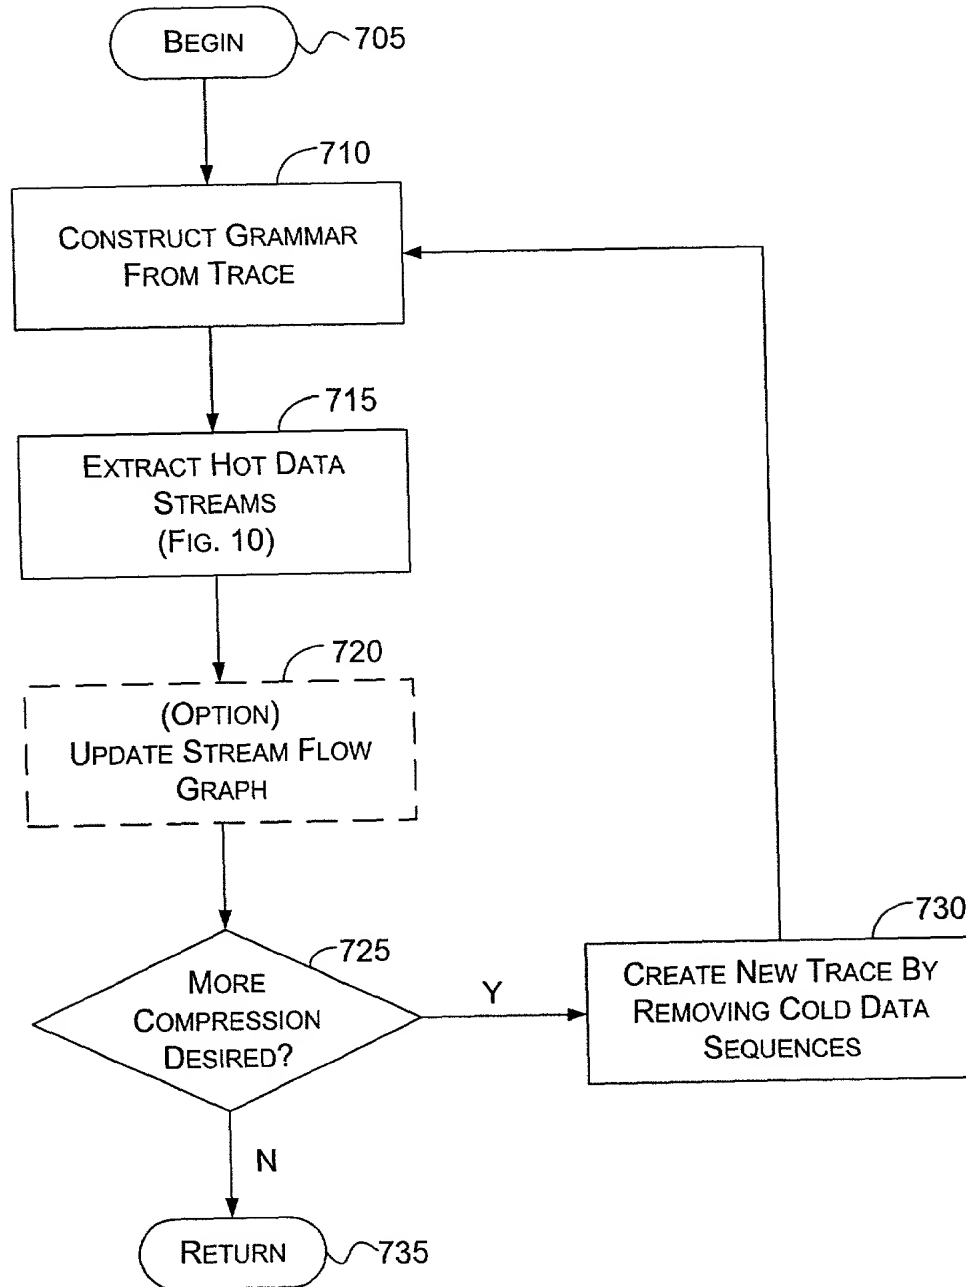 BEGIN
705
710
CONSTRUCT GRAMMAR
FROM TRACE
715
EXTRACT HOT DATA
STREAMS
(FIG. 10)
720
(OPTION)
UPDATE STREAM FLOW
GRAPH
725
MORE
COMPRESSION
DESIRED?
Y
730
CREATE NEW TRACE BY
REMOVING COLD DATA
SEQUENCES
N
RETURN
735